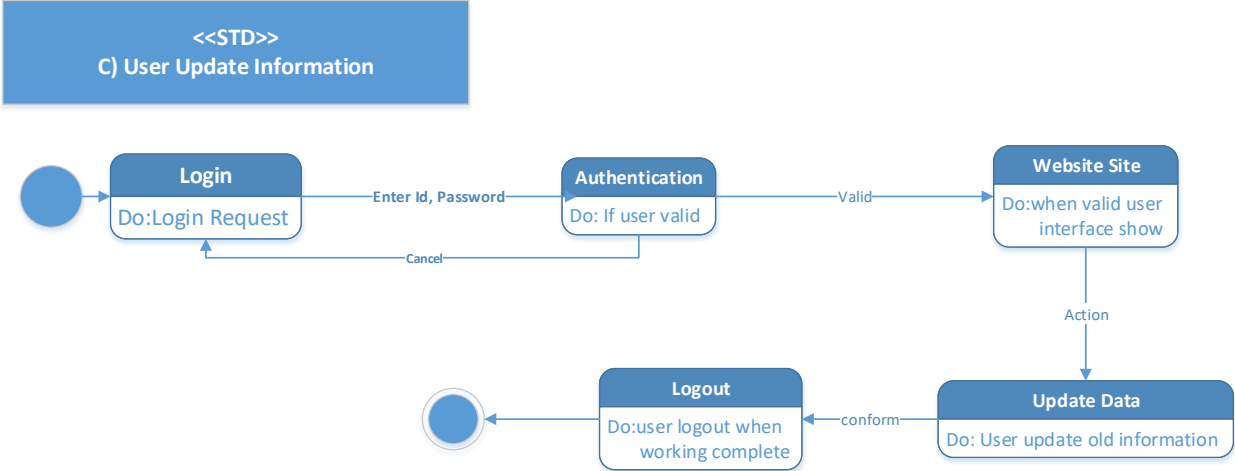 <<STD>>
C) User Update Information
Login
Do:Login Request
Enter Id, Password
Authentication
Do: If user valid
Valid
Website Site
Do:when valid user
interface show
Cancel
Action
Update Data
Do: User update old information
conform
Logout
Do:user logout when
working complete